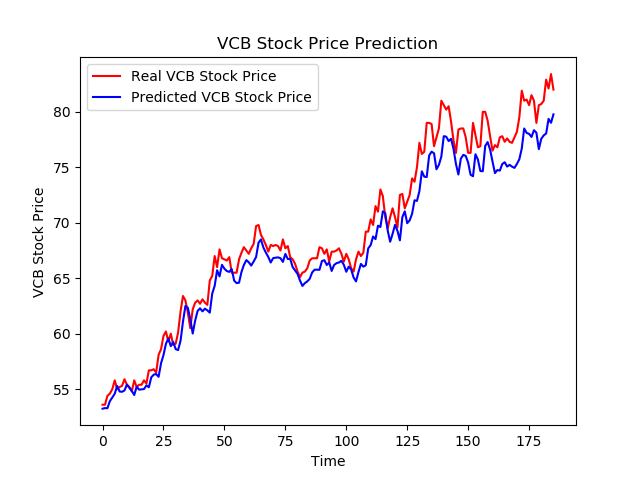 VCB Stock Price Prediction
Real VCB Stock Price
Predicted VCB Stock Price
VCB Stock Price
80
75
70
65
60
55
0 25 50 75 100 125 150 175
Time